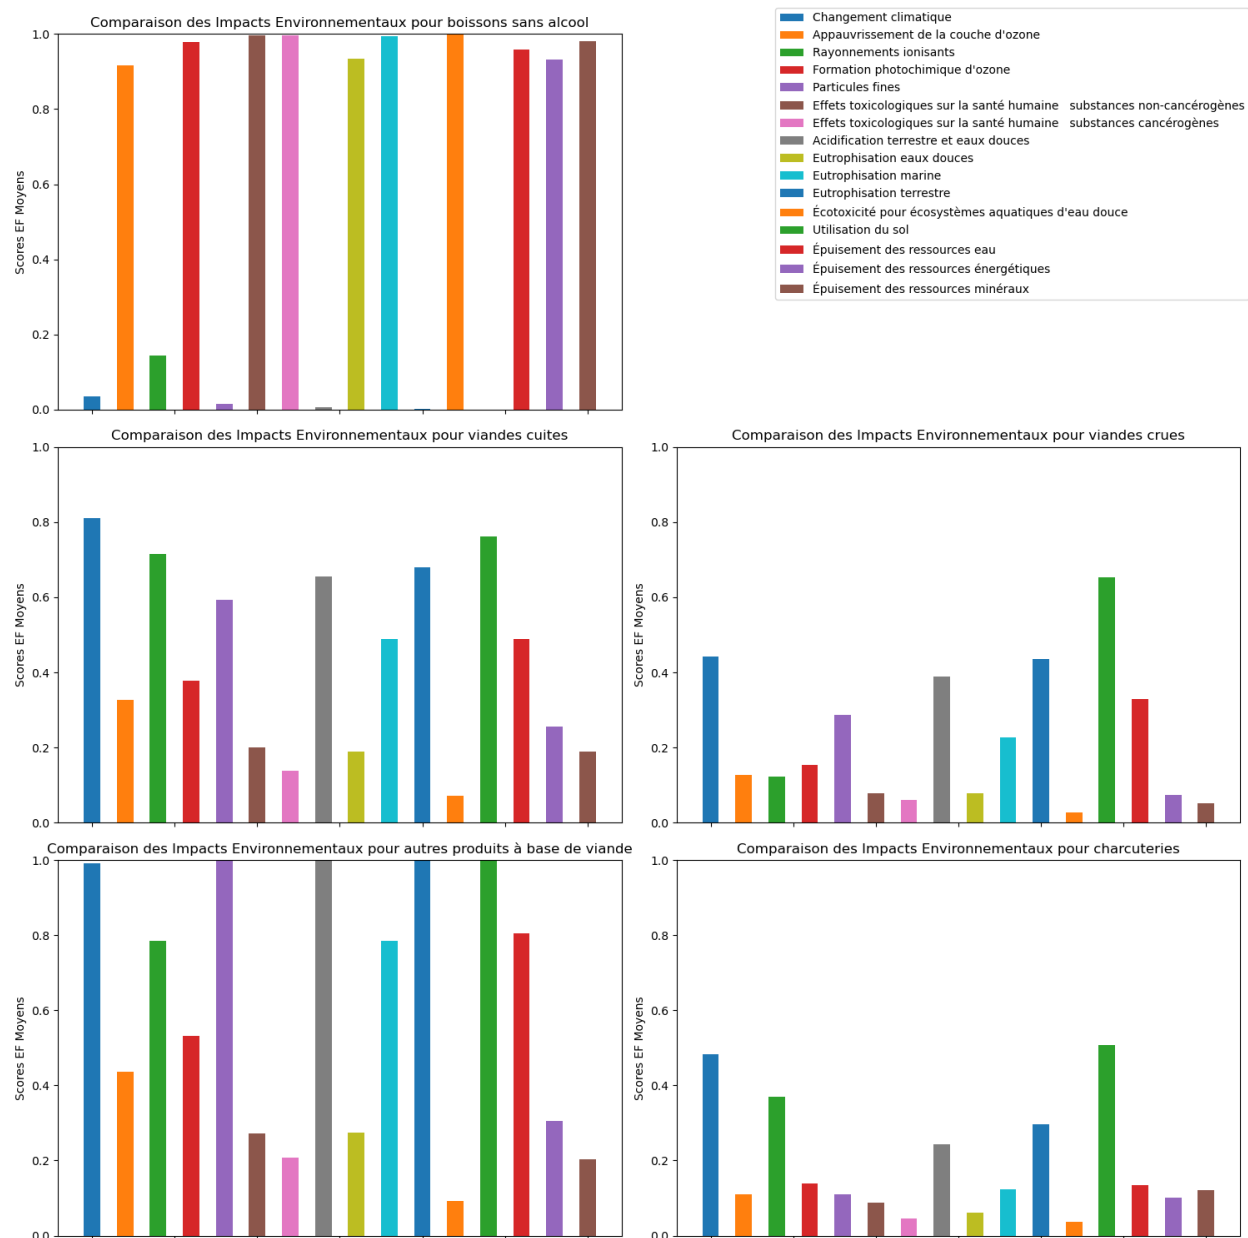 Comparaison des Impacts Environnementaux pour boissons sans alcool
Scores EF Moyens
1.0
0.8
0.6
0.4
0.2
0.0
Changement climatique
Appauvrissement de la couche d'ozone
Rayonnements ionisants
Formation photochimique d'ozone
Particules fines
Effets toxicologiques sur la santé humaine   substances non-cancérogènes
Effets toxicologiques sur la santé humaine   substances cancérogènes
Acidification terrestre et eaux douces
Eutrophisation eaux douces
Eutrophisation marine
Eutrophisation terrestre
Écotoxicité pour écosystèmes aquatiques d'eau douce
Utilisation du sol
Épuisement des ressources eau
Épuisement des ressources énergétiques
Épuisement des ressources minéraux
Comparaison des Impacts Environnementaux pour viandes cuites
Scores EF Moyens
1.0
0.8
0.6
0.4
0.2
0.0
Comparaison des Impacts Environnementaux pour viandes crues
Scores EF Moyens
1.0
0.8
0.6
0.4
0.2
0.0
Comparaison des Impacts Environnementaux pour autres produits à base de viande
Scores EF Moyens
1.0
0.8
0.6
0.4
0.2
0.0
Comparaison des Impacts Environnementaux pour charcuteries
Scores EF Moyens
1.0
0.8
0.6
0.4
0.2
0.0